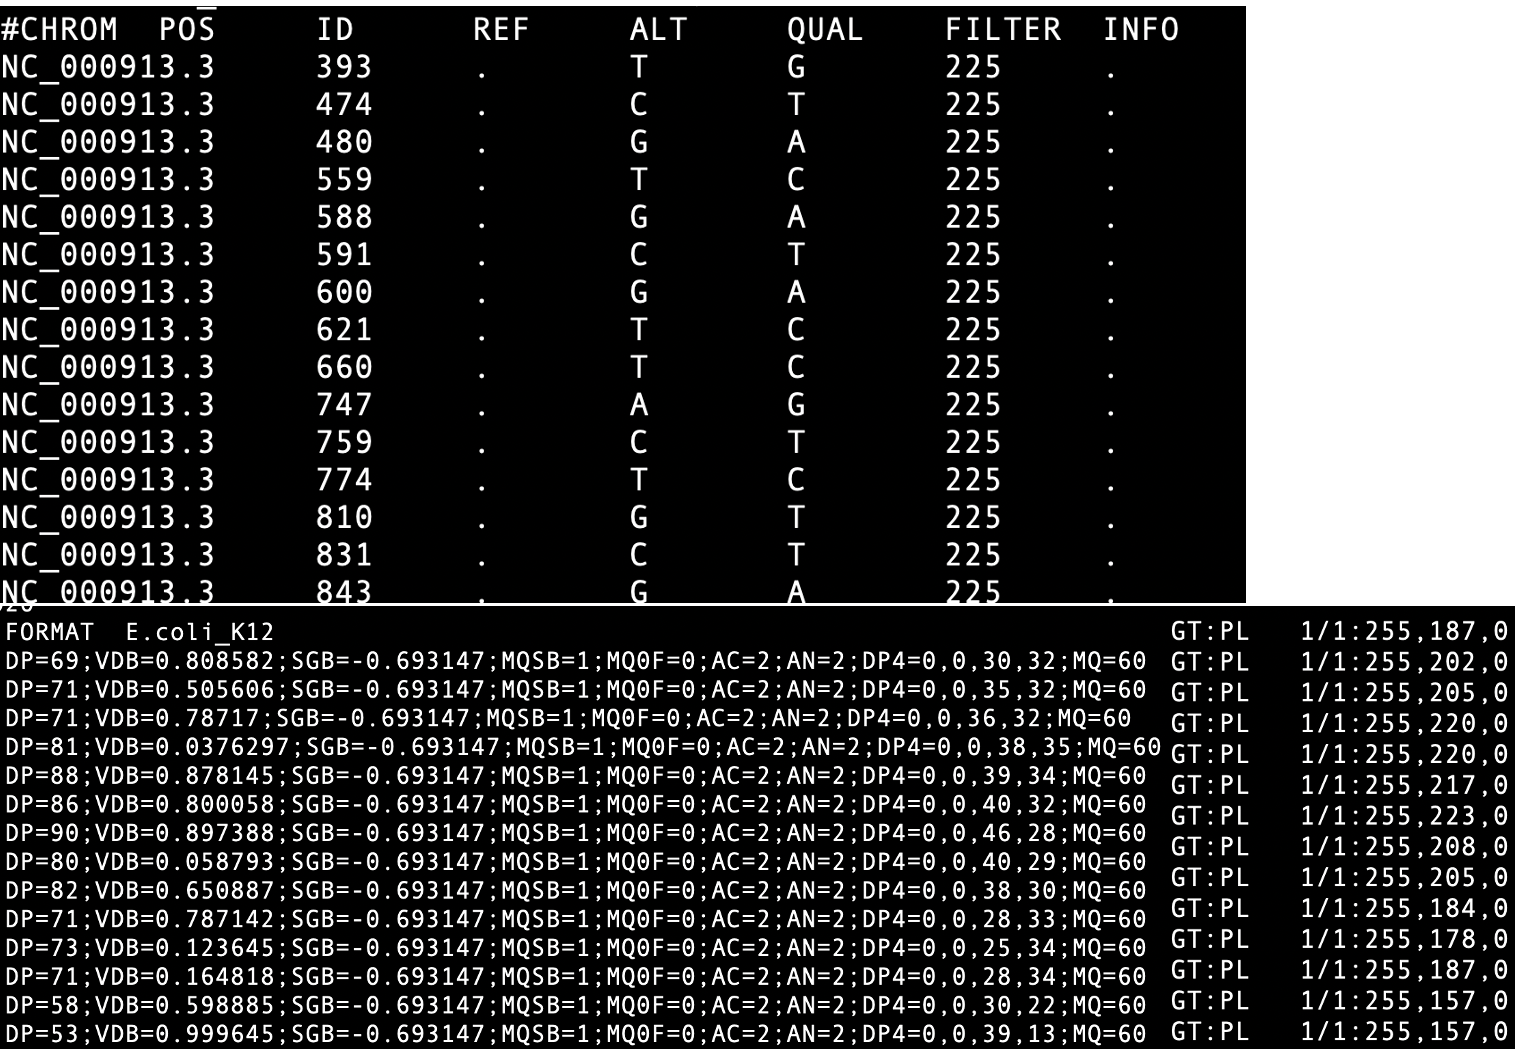 #CHROM  POS     ID      REF     ALT     QUAL    FILTER  INFO
NC_000913.3     393     .       T       G       225     .
NC_000913.3     474     .       C       T       225     .
NC_000913.3     480     .       G       A       225     .
NC_000913.3     559     .       T       C       225     .
NC_000913.3     588     .       G       A       225     .
NC_000913.3     591     .       C       T       225     .
NC_000913.3     600     .       G       A       225     .
NC_000913.3     621     .       T       C       225     .
NC_000913.3     660     .       T       C       225     .
NC_000913.3     747     .       A       G       225     .
NC_000913.3     759     .       C       T       225     .
NC_000913.3     774     .       T       C       225     .
NC_000913.3     810     .       G       T       225     .
NC_000913.3     831     .       C       T       225     .
NC_000913.3     843     .       G       A       225     .
FORMAT  E.coli_K12 GT:PL   1/1:255,187,0
DP=69;VDB=0.808582;SGB=-0.693147;MQSB=1;MQ0F=0;AC=2;AN=2;DP4=0,0,30,32;MQ=60 GT:PL   1/1:255,202,0
DP=71;VDB=0.505606;SGB=-0.693147;MQSB=1;MQ0F=0;AC=2;AN=2;DP4=0,0,35,32;MQ=60 GT:PL   1/1:255,205,0
DP=71;VDB=0.78717;SGB=-0.693147;MQSB=1;MQ0F=0;AC=2;AN=2;DP4=0,0,36,32;MQ=60 GT:PL   1/1:255,220,0
DP=81;VDB=0.0376297;SGB=-0.693147;MQSB=1;MQ0F=0;AC=2;AN=2;DP4=0,0,38,35;MQ=60 GT:PL   1/1:255,220,0
DP=88;VDB=0.878145;SGB=-0.693147;MQSB=1;MQ0F=0;AC=2;AN=2;DP4=0,0,39,34;MQ=60 GT:PL   1/1:255,217,0
DP=86;VDB=0.800058;SGB=-0.693147;MQSB=1;MQ0F=0;AC=2;AN=2;DP4=0,0,40,32;MQ=60 GT:PL   1/1:255,223,0
DP=90;VDB=0.897388;SGB=-0.693147;MQSB=1;MQ0F=0;AC=2;AN=2;DP4=0,0,46,28;MQ=60 GT:PL   1/1:255,208,0
DP=80;VDB=0.058793;SGB=-0.693147;MQSB=1;MQ0F=0;AC=2;AN=2;DP4=0,0,40,29;MQ=60 GT:PL   1/1:255,205,0
DP=82;VDB=0.650887;SGB=-0.693147;MQSB=1;MQ0F=0;AC=2;AN=2;DP4=0,0,38,30;MQ=60 GT:PL   1/1:255,184,0
DP=71;VDB=0.787142;SGB=-0.693147;MQSB=1;MQ0F=0;AC=2;AN=2;DP4=0,0,28,33;MQ=60 GT:PL   1/1:255,178,0
DP=73;VDB=0.123645;SGB=-0.693147;MQSB=1;MQ0F=0;AC=2;AN=2;DP4=0,0,25,34;MQ=60 GT:PL   1/1:255,187,0
DP=71;VDB=0.164818;SGB=-0.693147;MQSB=1;MQ0F=0;AC=2;AN=2;DP4=0,0,28,34;MQ=60 GT:PL   1/1:255,157,0
DP=58;VDB=0.598885;SGB=-0.693147;MQSB=1;MQ0F=0;AC=2;AN=2;DP4=0,0,30,22;MQ=60 GT:PL   1/1:255,157,0
DP=53;VDB=0.999645;SGB=-0.693147;MQSB=1;MQ0F=0;AC=2;AN=2;DP4=0,0,39,13;MQ=60